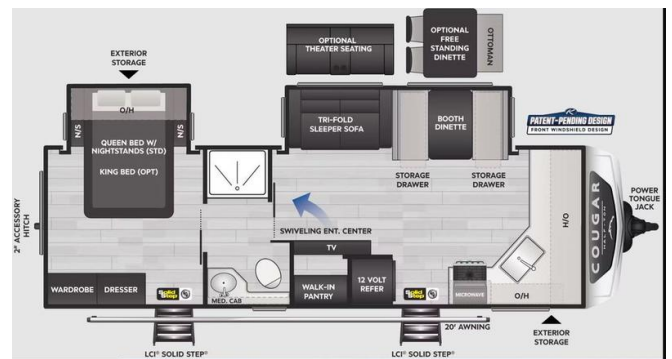 OPTIONAL
THEATER SEATING
OPTIONAL
FREE
STANDING
DINETTE
OTTOMAN
EXTERIOR
STORAGE
O/H
N/S
N/S
QUEEN BED W/
NIGHTSTANDS (STD)
KING BED (OPT)
TRI-FOLD
SLEEPER SOFA
BOOTH
DINETTE
PATENT-PENDING DESIGN
FRONT WINDSHIELD DESIGN
STORAGE
DRAWER
STORAGE
DRAWER
2" ACCESSORY
HITCH
SWIVELING ENT. CENTER
TV
O/H
COUGAR
HALF-TON
POWER
TONGUE
JACK
WARDROBE
DRESSER
Solid
Step
MED. CAB
WALK-IN
PANTRY
12 VOLT
REFER
Solid
Step
MICROWAVE
O/H
20' AWNING
EXTERIOR
STORAGE
LCI® SOLID STEP®
LCI® SOLID STEP®